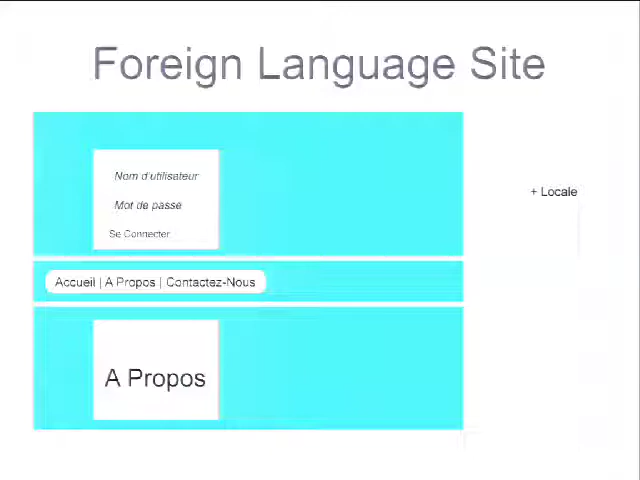 Foreign Language Site
Nom d'utilisateur
Mot de passe
Se Connecter
+ Locale
Accueil | A Propos | Contactez-Nous
A Propos